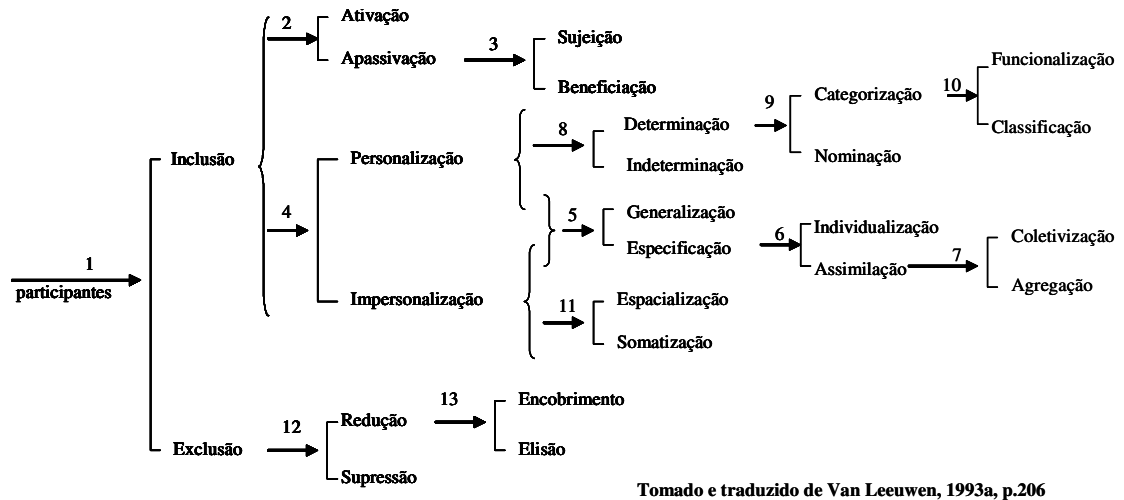 2
Ativação
Apassivação
3
Sujeição
Beneficiação
Inclusão
4
Personalização
Impersonalização
8
Determinação
Indeterminação
9
Categorização
Nominação
10
Funcionalização
Classificação
5
Generalização
Especificação
6
Individualização
Assimilação
7
Coletivização
Agregação
11
Espacialização
Somatização
1
participantes
Exclusão
12
Redução
Supressão
13
Encobrimento
Elisão
Tomado e traduzido de Van Leeuwen, 1993a, p.206